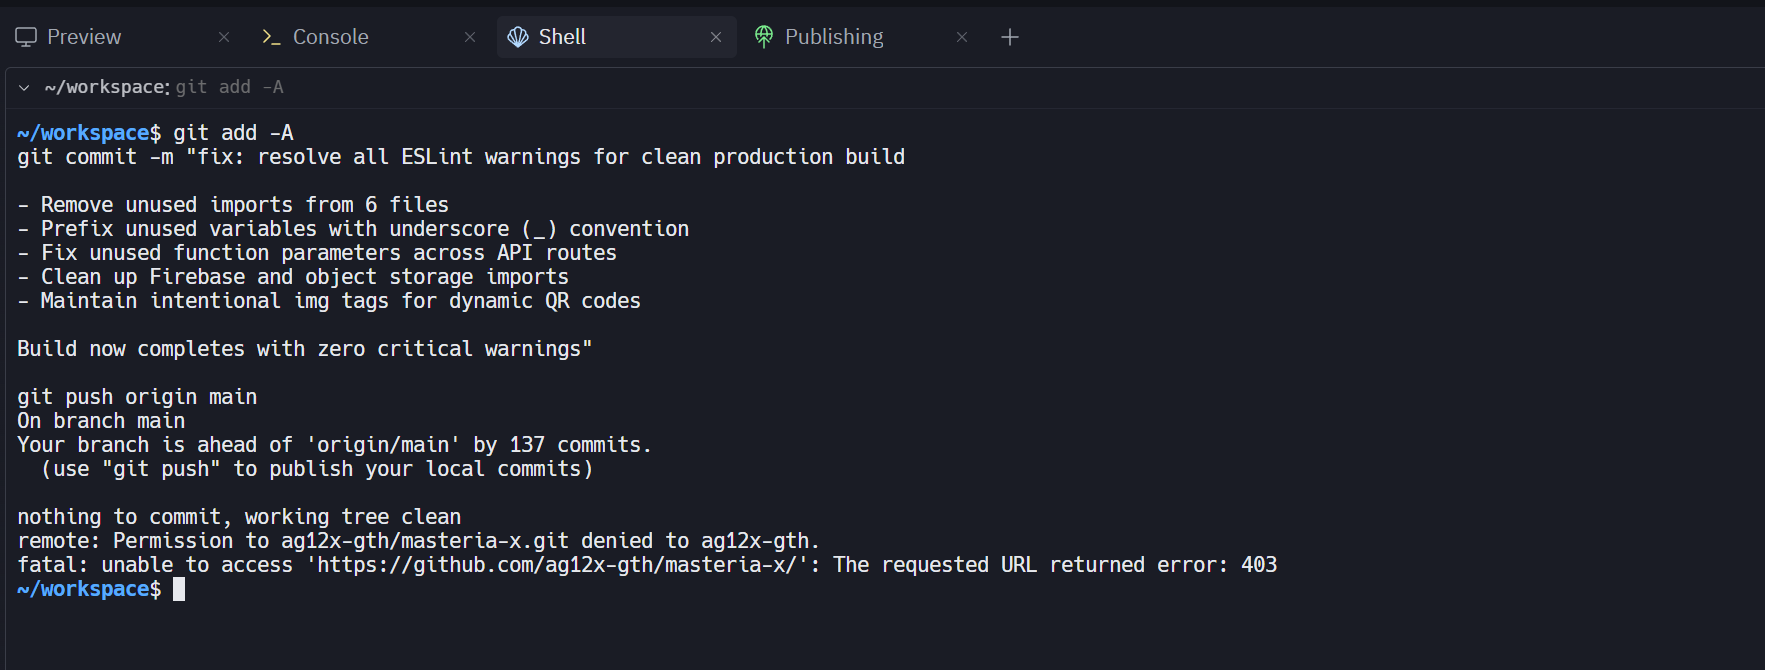 Preview
Console
Shell
Publishing
~/workspace: git add -A
~/workspace$ git add -A
git commit -m "fix: resolve all ESLint warnings for clean production build
- Remove unused imports from 6 files
- Prefix unused variables with underscore (_) convention
- Fix unused function parameters across API routes
- Clean up Firebase and object storage imports
- Maintain intentional img tags for dynamic QR codes
Build now completes with zero critical warnings"
git push origin main
On branch main
Your branch is ahead of 'origin/main' by 137 commits.
(use "git push" to publish your local commits)
nothing to commit, working tree clean
remote: Permission to ag12x-gth/masteria-x.git denied to ag12x-gth.
fatal: unable to access 'https://github.com/ag12x-gth/masteria-x/': The requested URL returned error: 403
~/workspace$